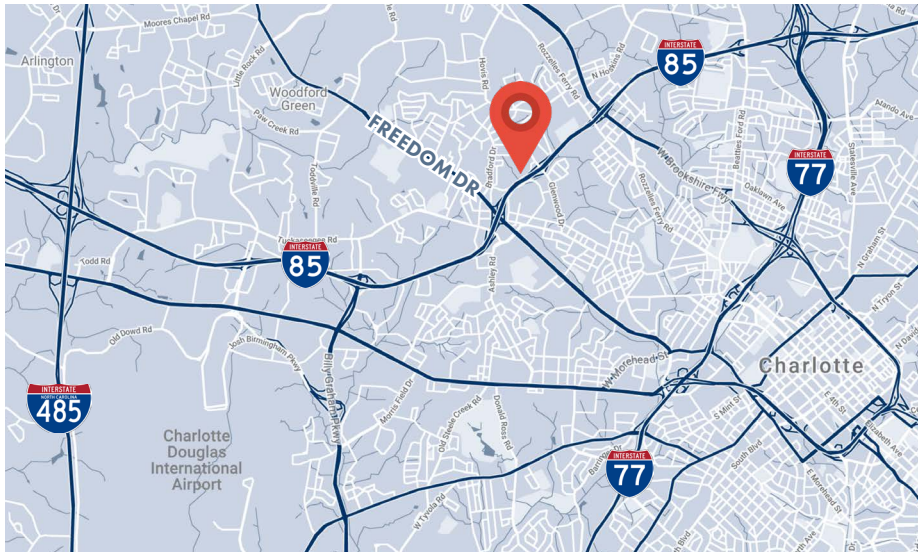 Moores Chapel Rd
Arlington
Little Rock Rd
Woodford
Green
Paw Creek Rd
Toddville Rd
FREEDOM DR
Hovis Rd
Bradford Dr
Rozzelles Ferry Rd
N Hoskins Rd
INTERSTATE
85
Glenwood Dr
W Brookshire Fwy
Beatties Ford Rd
Rozzelles Ferry Rd
Oaklawn Ave
INTERSTATE
77
Statesville Ave
N Graham St
N Tryon St
N David
Tuckasegee Rd
INTERSTATE
85
Todd Rd
Ashley Rd
Old Dowd Rd
Josh Birmingham Pkwy
Billy Graham Pkwy
Morris Field Dr
W Morehead St
Charlotte
INTERSTATE
NORTH CAROLINA
485
Charlotte
Douglas
International
Airport
Old Steele Creek Rd
Donald Ross Rd
W Tyvola Rd
INTERSTATE
77
S Mint St
E 4th St
South Blvd
Elizabeth Ave
E Morehead St